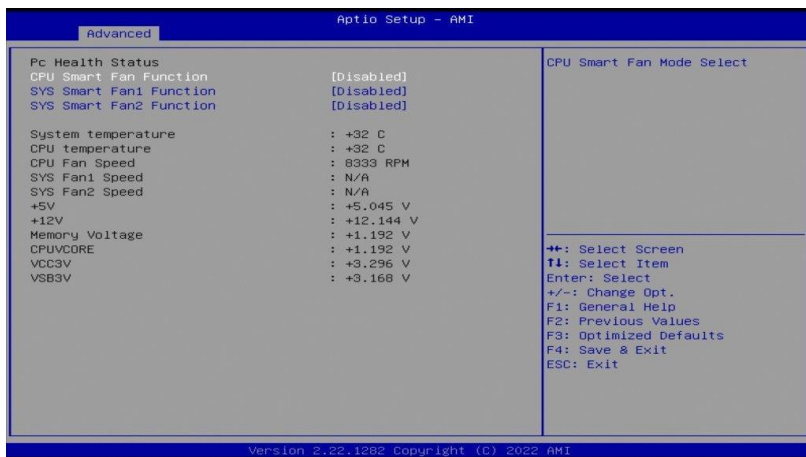 Aptio Setup - AMI
Advanced
Pc Health Status
CPU Smart Fan Function [Disabled]
SYS Smart Fan1 Function [Disabled]
SYS Smart Fan2 Function [Disabled]
System temperature : +32 C
CPU temperature : +32 C
CPU Fan Speed : 8333 RPM
SYS Fan1 Speed : N/A
SYS Fan2 Speed : N/A
+5V : +5.045 V
+12V : +12.144 V
Memory Voltage : +1.192 V
CPUVCORE : +1.192 V
VCC3V : +3.296 V
VSB3V : +3.168 V
CPU Smart Fan Mode Select
→←: Select Screen
↑↓: Select Item
Enter: Select
+/-: Change Opt.
F1: General Help
F2: Previous Values
F3: Optimized Defaults
F4: Save & Exit
ESC: Exit
Version 2.22.1282 Copyright (C) 2022 AMI